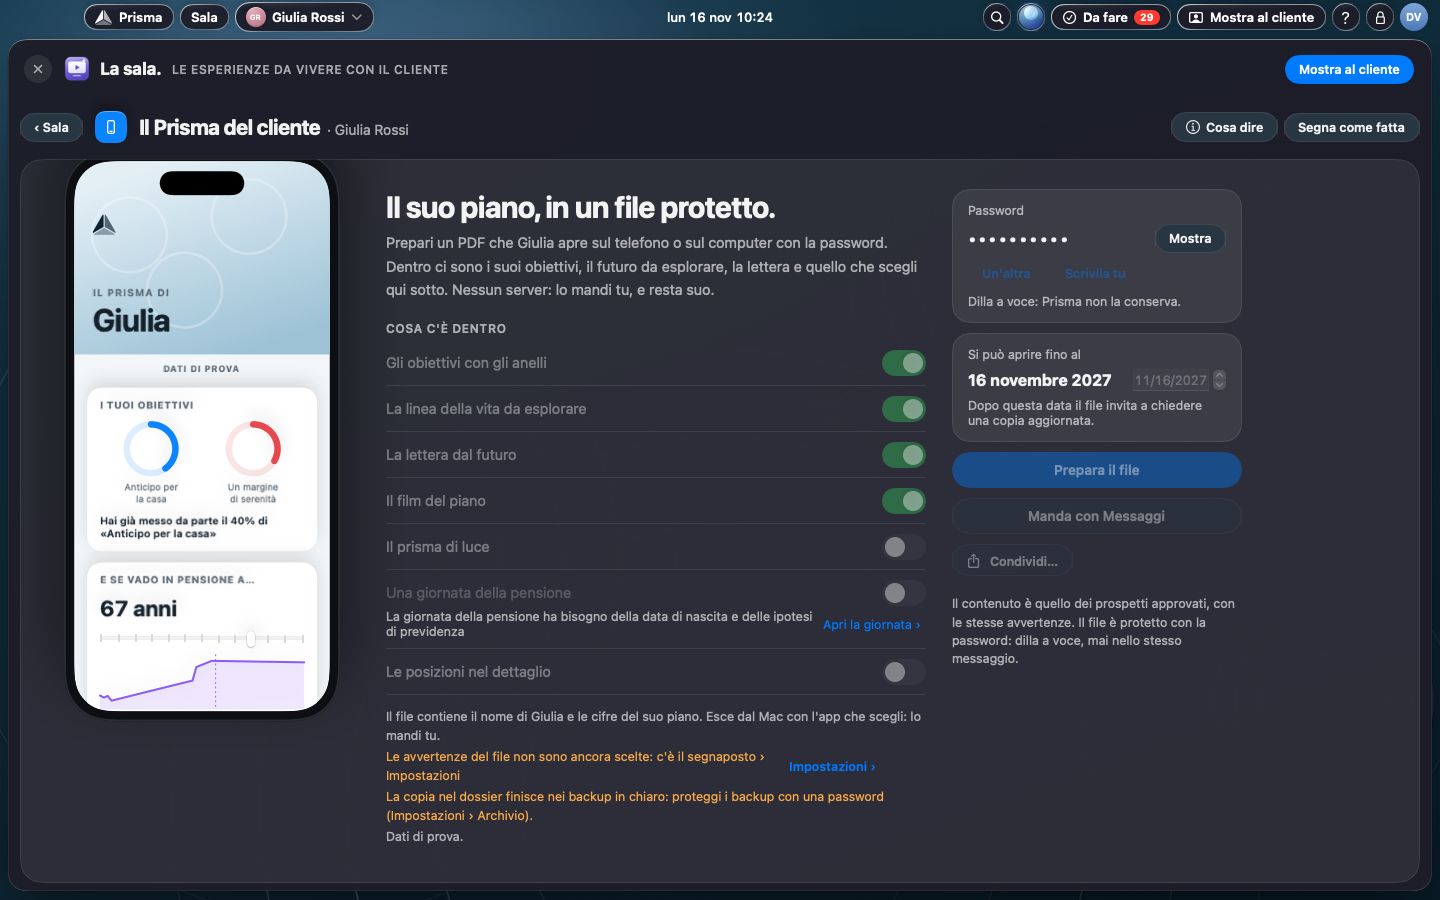 Prisma
Sala
GR Giulia Rossi
lun 16 nov 10:24
Da fare 29
Mostra al cliente
?
DV
La sala. LE ESPERIENZE DA VIVERE CON IL CLIENTE
Mostra al cliente
‹ Sala
Il Prisma del cliente · Giulia Rossi
Cosa dire
Segna come fatta
IL PRISMA DI
Giulia
DATI DI PROVA
I TUOI OBIETTIVI
Anticipo per
la casa
Un margine
di serenità
Hai già messo da parte il 40% di
«Anticipo per la casa»
E SE VADO IN PENSIONE A...
67 anni
Il suo piano, in un file protetto.
Prepari un PDF che Giulia apre sul telefono o sul computer con la password.
Dentro ci sono i suoi obiettivi, il futuro da esplorare, la lettera e quello che scegli
qui sotto. Nessun server: lo mandi tu, e resta suo.
COSA C'È DENTRO
Gli obiettivi con gli anelli
La linea della vita da esplorare
La lettera dal futuro
Il film del piano
Il prisma di luce
Una giornata della pensione
La giornata della pensione ha bisogno della data di nascita e delle ipotesi
di previdenza
Apri la giornata ›
Le posizioni nel dettaglio
Il file contiene il nome di Giulia e le cifre del suo piano. Esce dal Mac con l'app che scegli: lo
mandi tu.
Le avvertenze del file non sono ancora scelte: c'è il segnaposto ›
Impostazioni
Impostazioni ›
La copia nel dossier finisce nei backup in chiaro: proteggi i backup con una password
(Impostazioni › Archivio).
Dati di prova.
Password
••••••••••
Mostra
Un'altra
Scrivila tu
Dilla a voce: Prisma non la conserva.
Si può aprire fino al
16 novembre 2027
11/16/2027
Dopo questa data il file invita a chiedere
una copia aggiornata.
Prepara il file
Manda con Messaggi
Condividi...
Il contenuto è quello dei prospetti approvati, con
le stesse avvertenze. Il file è protetto con la
password: dilla a voce, mai nello stesso
messaggio.